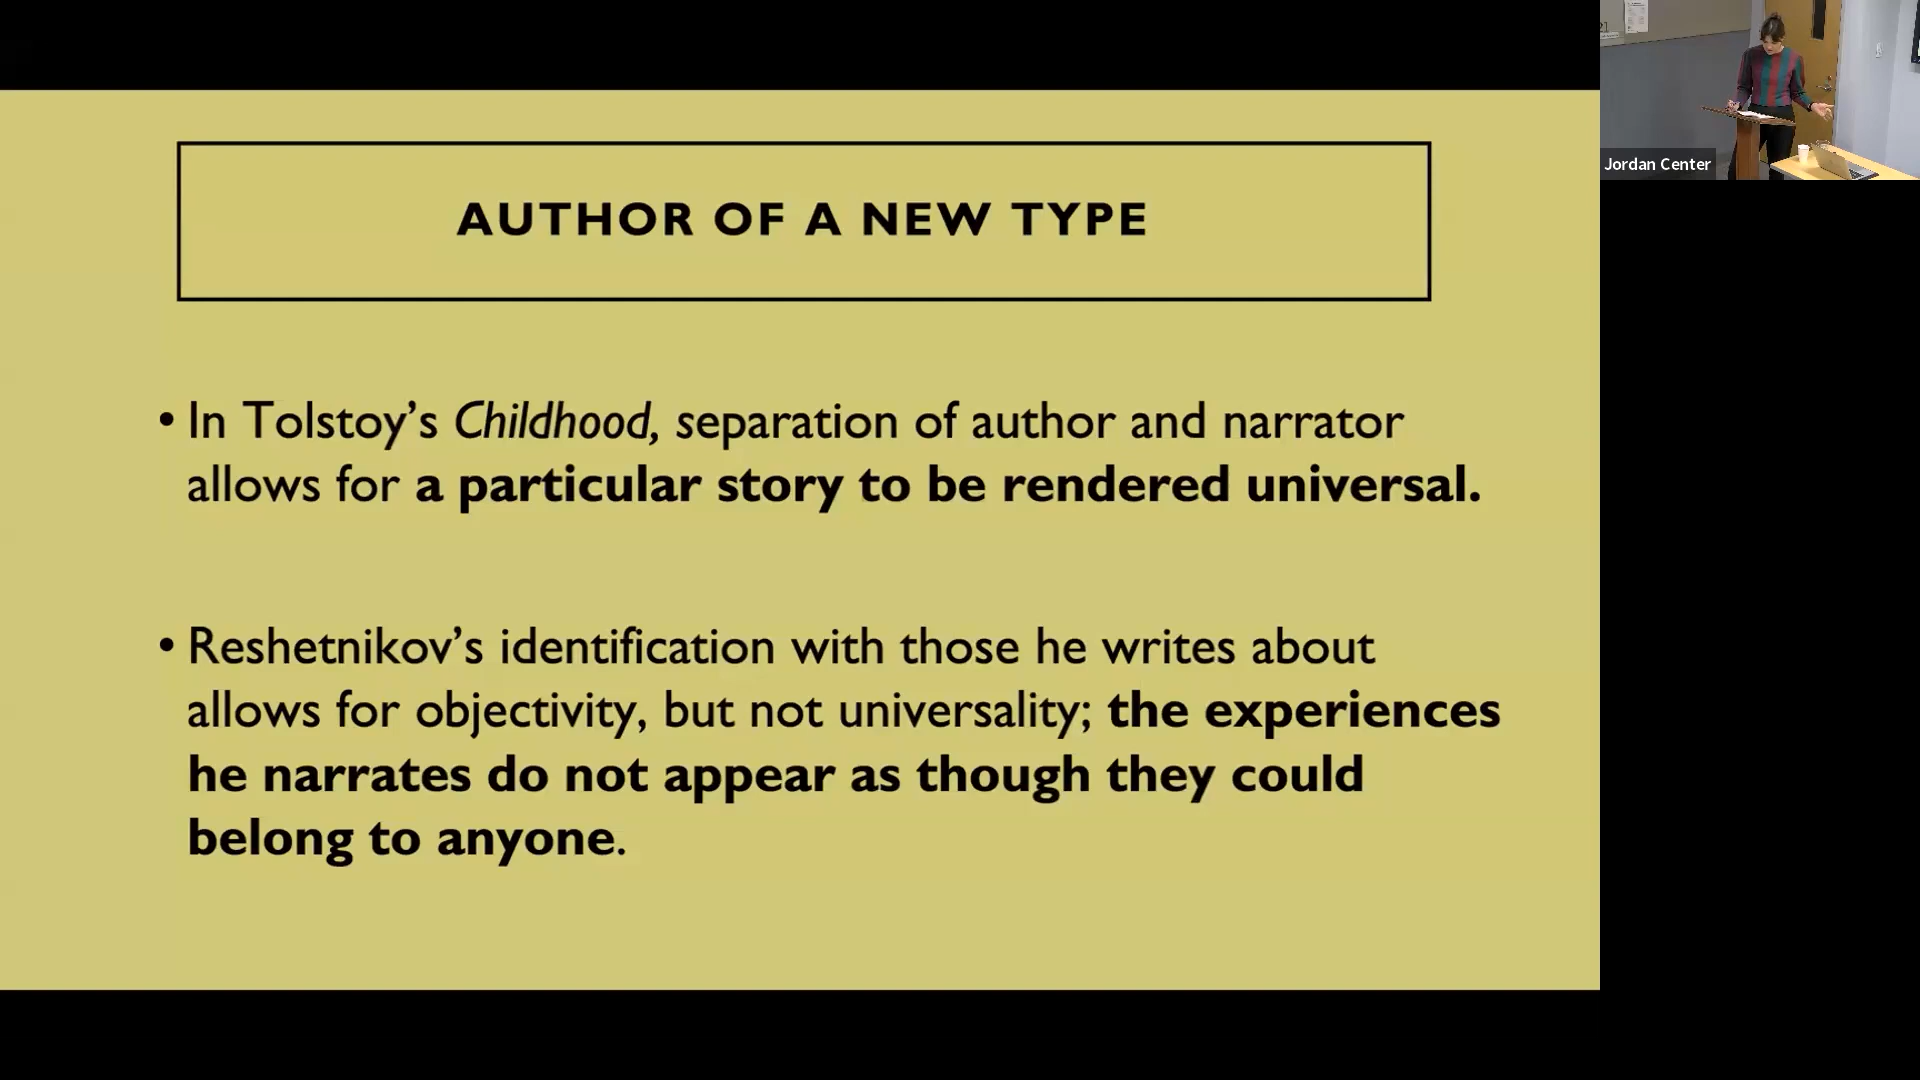 AUTHOR OF A NEW TYPE
• In Tolstoy’s Childhood, separation of author and narrator
allows for a particular story to be rendered universal.
• Reshetnikov’s identification with those he writes about
allows for objectivity, but not universality; the experiences
he narrates do not appear as though they could
belong to anyone.
Jordan Center